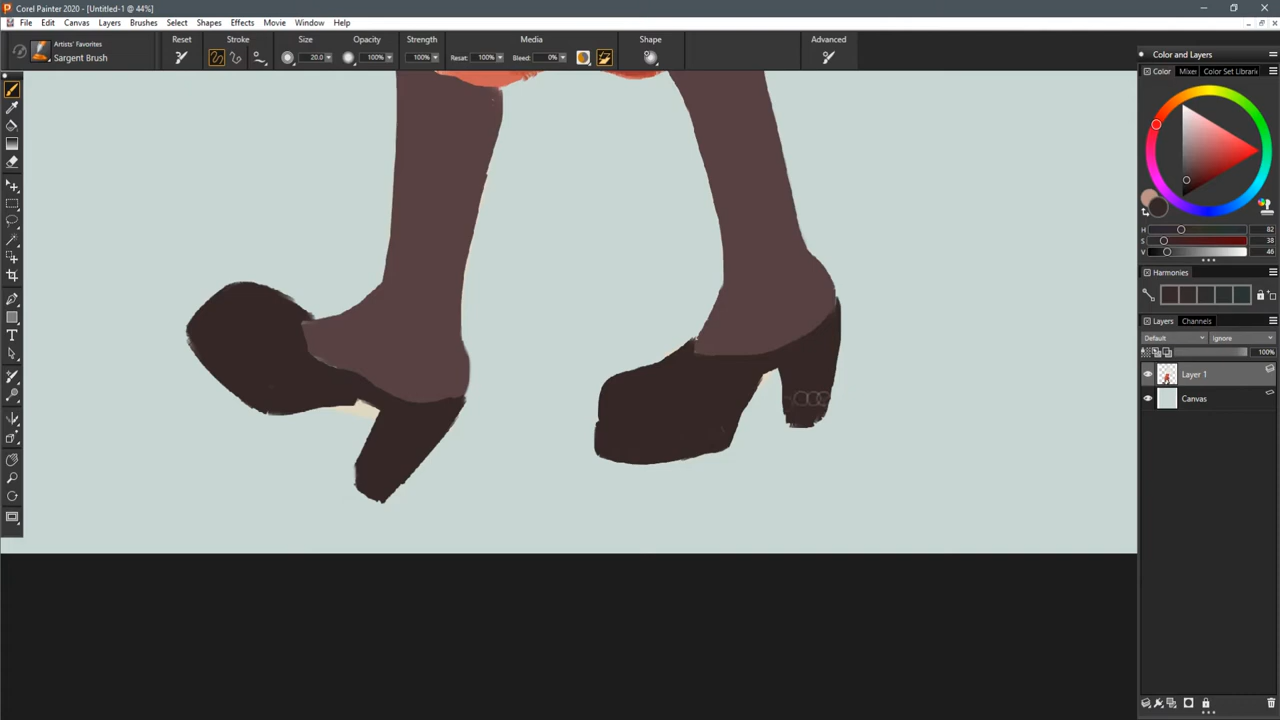 Corel Painter 2020 - [Untitled-1 @ 44%]
File Edit Canvas Layers Brushes Select Shapes Effects Movie Window Help
Artists' Favorites
Sargent Brush
Reset Stroke Size Opacity Strength Media Shape Advanced
20.0 100% 100% Reset: 100% Bleed: 0%
Color and Layers
Color Mixer Color Set Librari
H 82
S 38
V 46
Harmonies
Layers Channels
Default Ignore
100%
Layer 1
Canvas